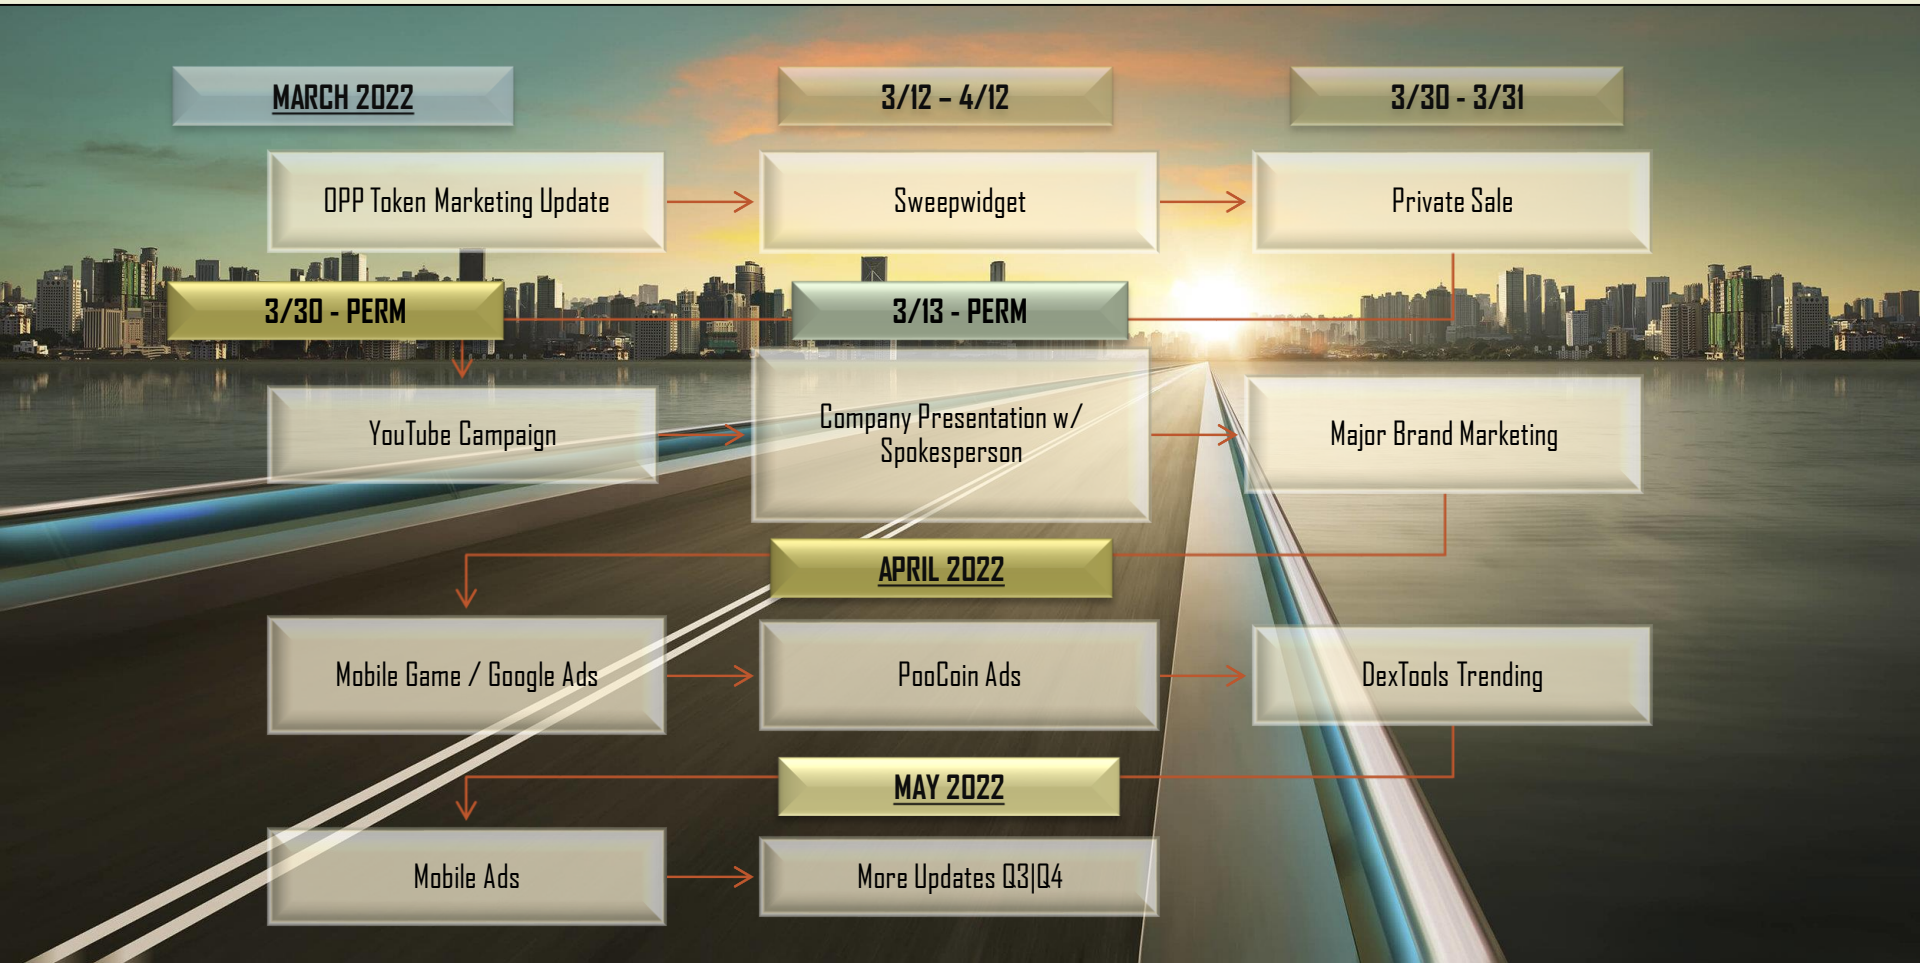 MARCH 2022
3/12 – 4/12
3/30 - 3/31
OPP Token Marketing Update
Sweepwidget
Private Sale
3/30 - PERM
3/13 - PERM
YouTube Campaign
Company Presentation w/
Spokesperson
Major Brand Marketing
APRIL 2022
Mobile Game / Google Ads
PooCoin Ads
DexTools Trending
MAY 2022
Mobile Ads
More Updates Q3|Q4